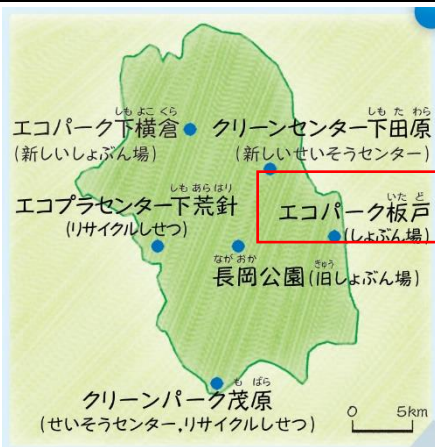 しもよこくら
エコパーク下横倉
(新しいしょぶん場)
しもたわら
クリーンセンター下田原
(新しいせいそうセンター)
しもあらはり
エコプラセンター下荒針
(リサイクルしせつ)
いたど
エコパーク板戸
(しょぶん場)
ながおか きゅう
長岡公園(旧しょぶん場)
もばら
クリーンパーク茂原
(せいそうセンター,リサイクルしせつ)
0 5km